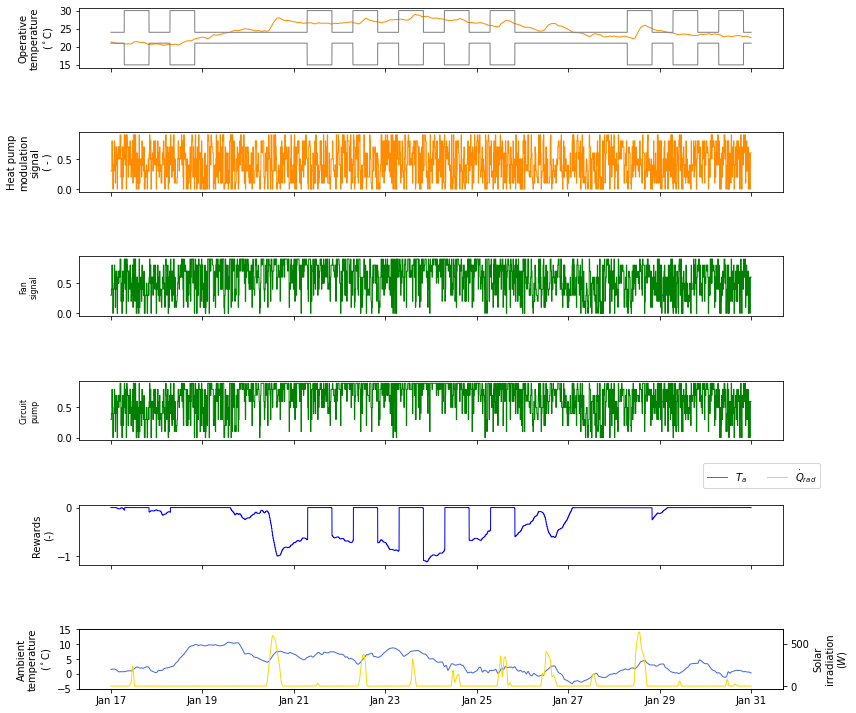 Operative
temperature
(°C)
30
25
20
15
Heat pump
modulation
signal
( - )
0.5
0.0
Fan
signal
0.5
0.0
Circuit
pump
0.5
0.0
T_a Q̇_rad
Rewards
(-)
0
−1
Ambient
temperature
(°C)
15
10
5
0
−5
500
0
Solar
irradiation
(W)
Jan 17 Jan 19 Jan 21 Jan 23 Jan 25 Jan 27 Jan 29 Jan 31